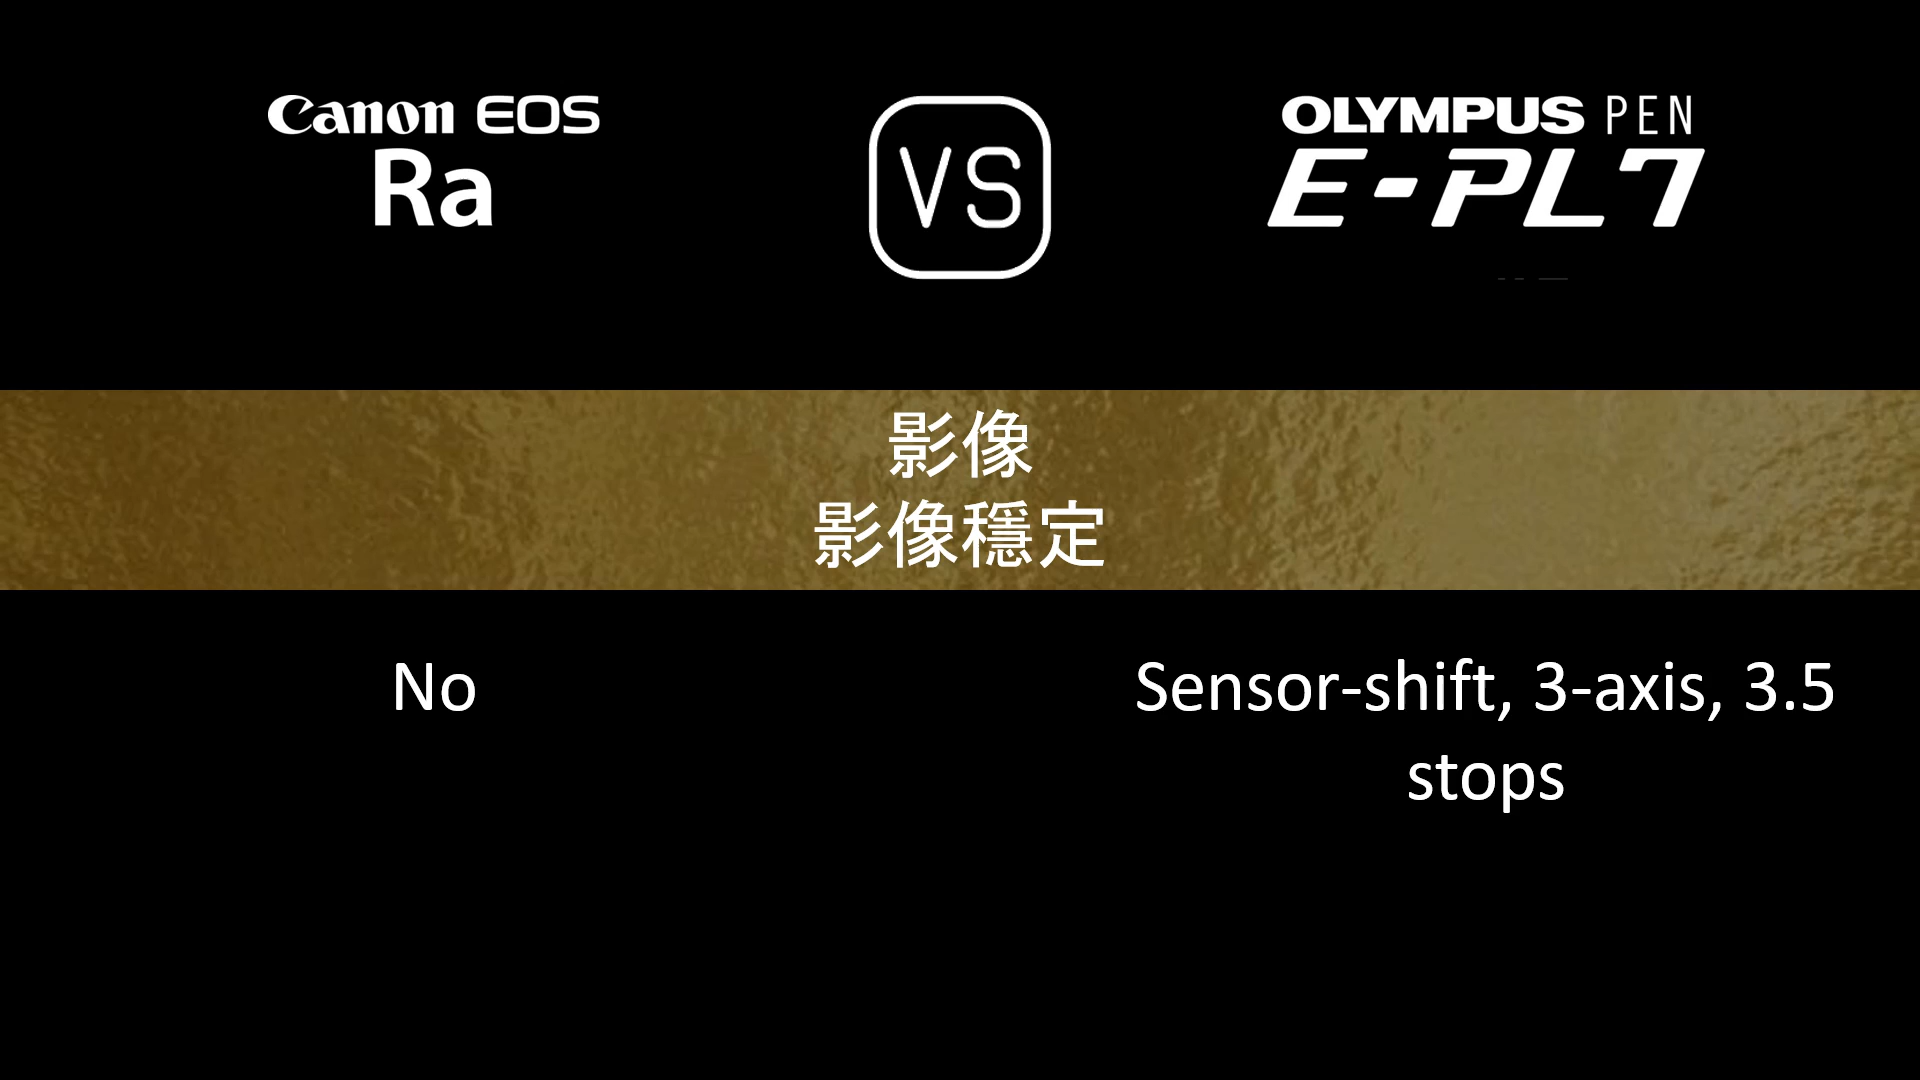 Canon EOS
Ra
VS
OLYMPUS PEN
E-PL7
影像
影像穩定
No
Sensor-shift, 3-axis, 3.5
stops